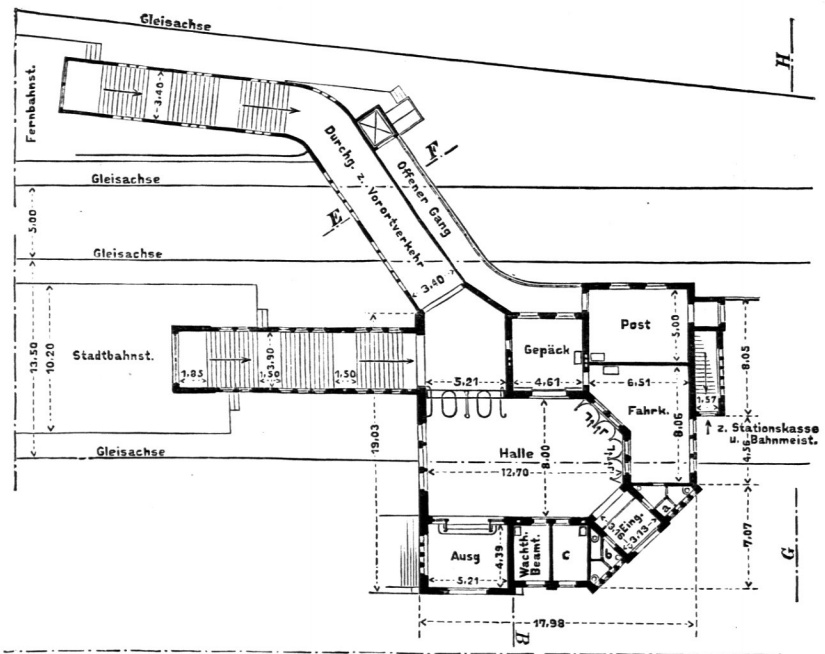 Gleisachse
H
Fernbahnst.
3.40
Durchg. z. Vorortverkehr
Offener Gang
F
E
Gleisachse
5.00
Gleisachse
3.40
13.50
10.20
Stadtbahnst.
1.85
1.50
3.90
1.50
5.21
Gepäck
4.61
Post
5.00
6.51
8.05
1.57
Fahrk.
8.06
z. Stationskasse
u. Bahnmeist.
4.56
Gleisachse
19.03
Halle
12.70
8.00
Eing.
3.13
a
b
7.07
G
Ausg
4.39
5.21
Wachth.
Beamt.
c
17.98
B